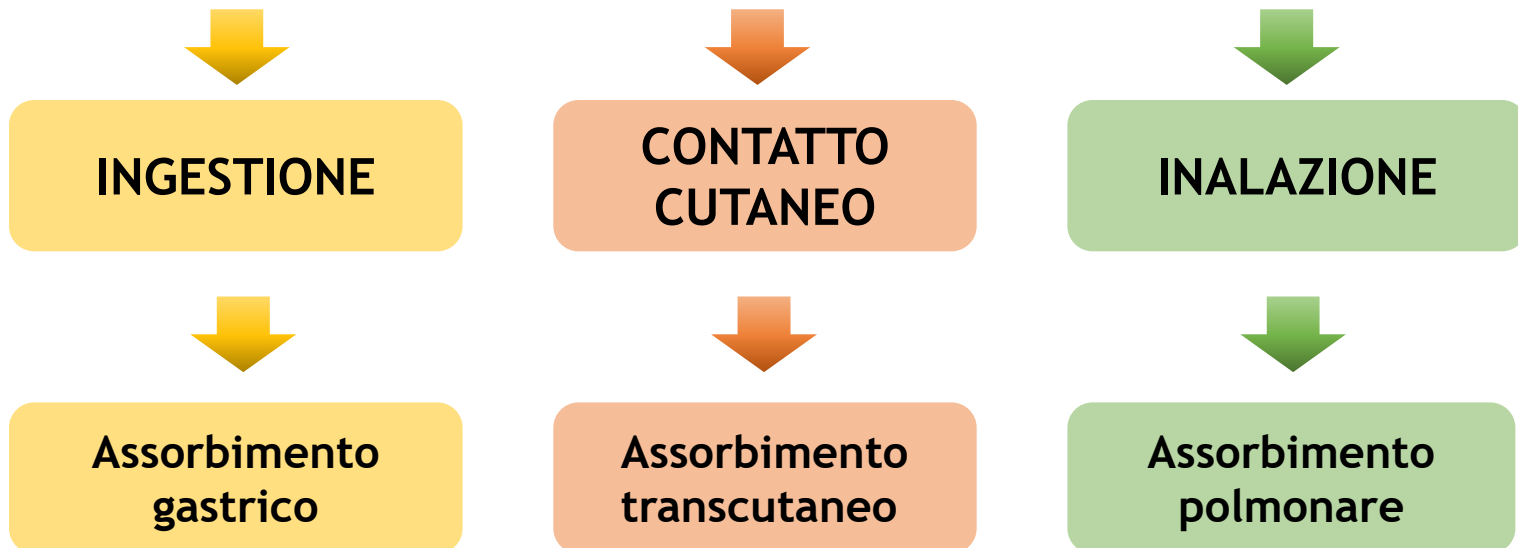 INGESTIONE
CONTATTO
CUTANEO
INALAZIONE
Assorbimento
gastrico
Assorbimento
transcutaneo
Assorbimento
polmonare